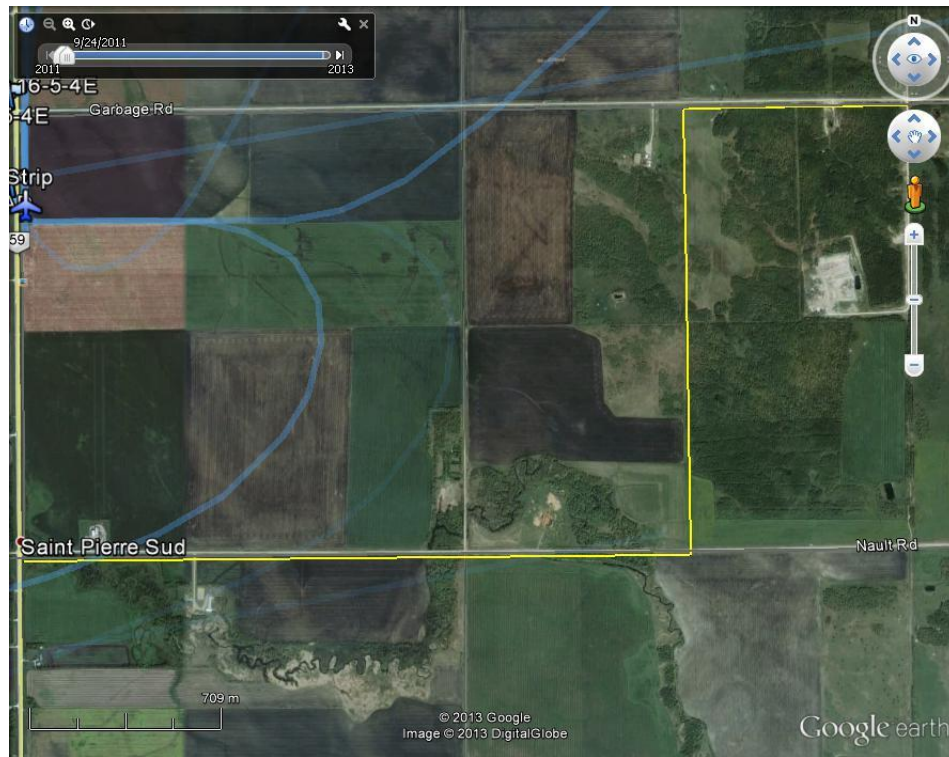 9/24/2011
2011
2013
N
16-5-4E
Garbage Rd
5-4E
Strip
59
Saint Pierre Sud
Nault Rd
709 m
© 2013 Google
Image © 2013 DigitalGlobe
Google earth